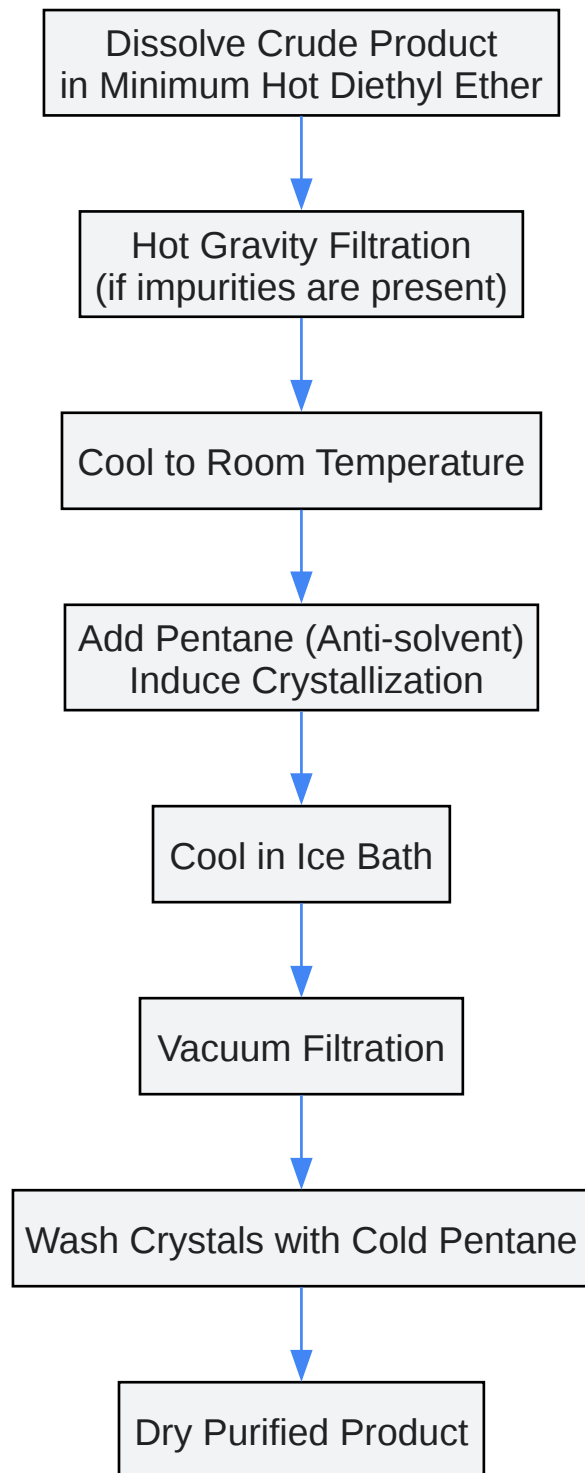 Dissolve Crude Product
in Minimum Hot Diethyl Ether
Hot Gravity Filtration
(if impurities are present)
Cool to Room Temperature
Add Pentane (Anti-solvent)
Induce Crystallization
Cool in Ice Bath
Vacuum Filtration
Wash Crystals with Cold Pentane
Dry Purified Product